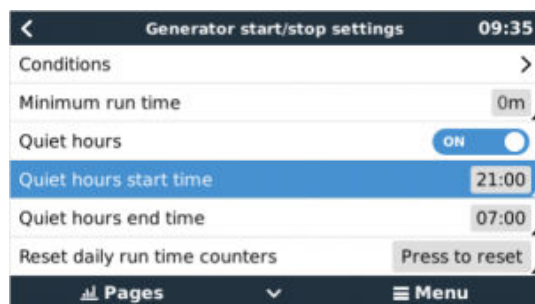 Generator start/stop settings 09:35
Conditions
Minimum run time 0m
Quiet hours ON
Quiet hours start time 21:00
Quiet hours end time 07:00
Reset daily run time counters Press to reset
Pages Menu